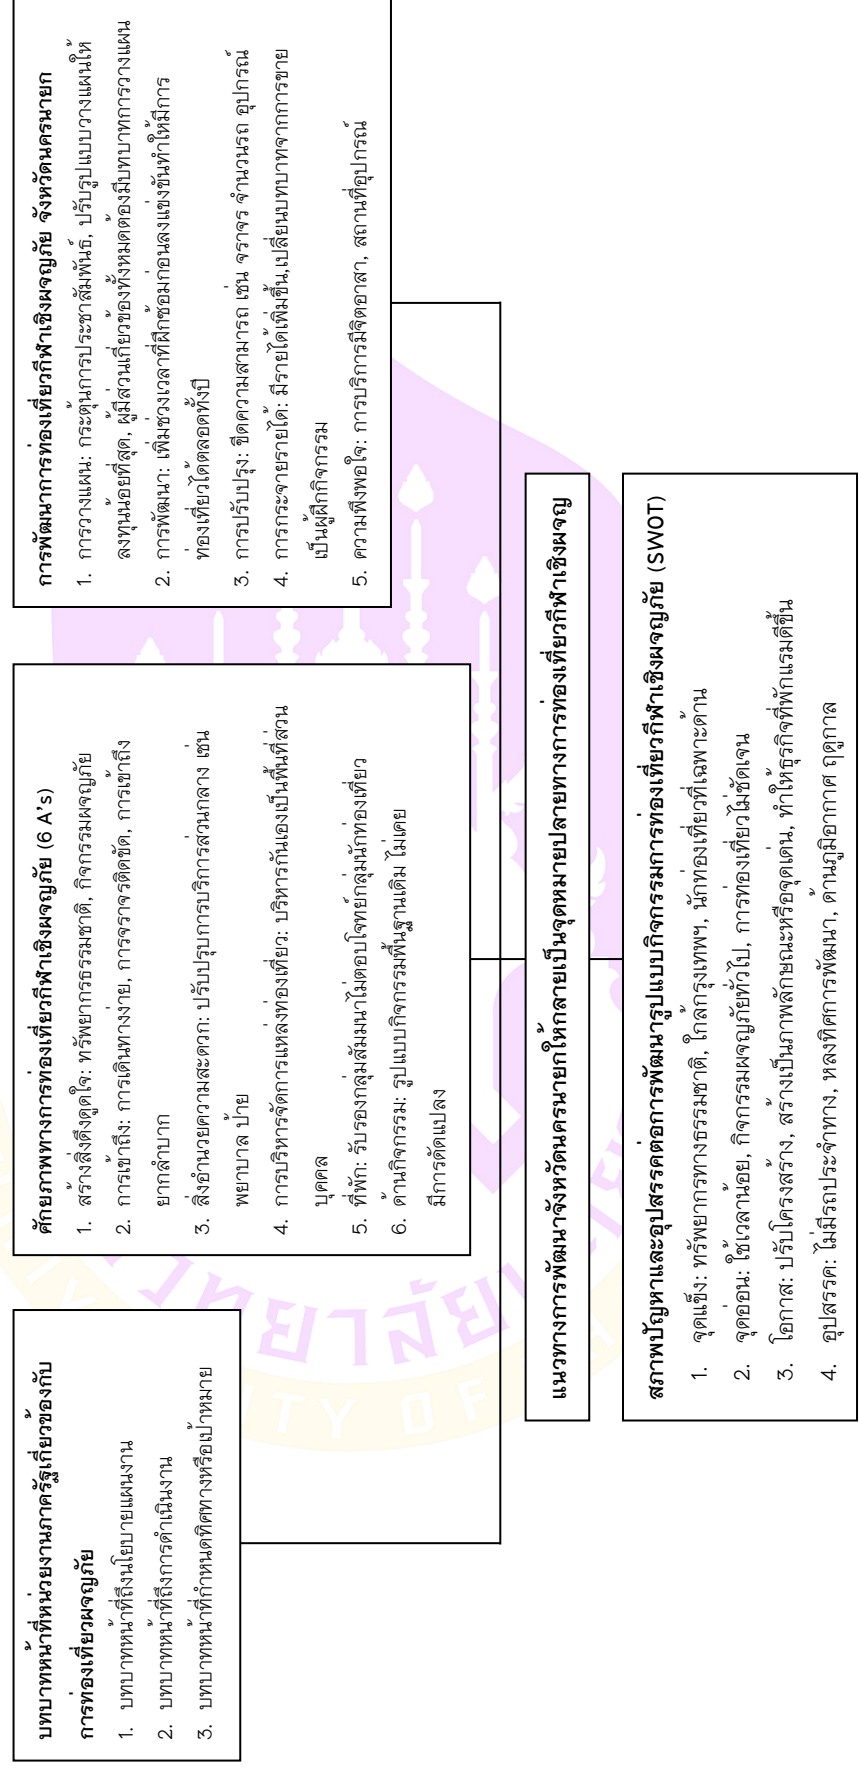 บทบาทหน้าที่หน่วยงานภาครัฐเกี่ยวข้องกับ
การท่องเที่ยวผจญภัย
1. บทบาทหน้าที่ถึงนโยบายแผนงาน
2. บทบาทหน้าที่ถึงการดำเนินงาน
3. บทบาทหน้าที่กำหนดทิศทางหรือเป้าหมาย
ศักยภาพทางการท่องเที่ยวกีฬาเชิงผจญภัย (6 A's)
1. สร้างสิ่งดึงดูดใจ: ทรัพยากรธรรมชาติ, กิจกรรมผจญภัย
2. การเข้าถึง: การเดินทางง่าย, การจราจรติดขัด, การเข้าถึง
ยากลำบาก
3. สิ่งอำนวยความสะดวก: ปรับปรุบการบริการส่วนกลาง เช่น
พยาบาล ป้าย
4. การบริหารจัดการแหล่งท่องเที่ยว: บริหารกันเองเป็นพื้นที่ส่วน
บุคคล
5. ที่พัก: รับรองกลุ่มสัมมนาไม่ตอบโจทย์กลุ่มนักท่องเที่ยว
6. ด้านกิจกรรม: รูปแบบกิจกรรมพื้นฐานเดิม ไม่เคย
มีการดัดแปลง
การพัฒนาการท่องเที่ยวกีฬาเชิงผจญภัย จังหวัดนครนายก
1. การวางแผน: กระตุ้นการประชาสัมพันธ์, ปรับรูปแบบวางแผนให้
ลงทุนน้อยที่สุด, ผู้มีส่วนเกี่ยวข้องทั้งหมดต้องมีบทบาทการวางแผน
2. การพัฒนา: เพิ่มช่วงเวลาที่ฝึกซ้อมก่อนลงแข่งขันทำให้มีการ
ท่องเที่ยวได้ตลอดทั้งปี
3. การปรับปรุง: ขีดความสามารถ เช่น จราจร จำนวนรถ อุปกรณ์
4. การกระจายรายได้: มีรายได้เพิ่มขึ้น,เปลี่ยนบทบาทจากการขาย
เป็นผู้ฝึกกิจกรรม
5. ความพึงพอใจ: การบริการมีจิตอาสา, สถานที่อุปกรณ์
แนวทางการพัฒนาจังหวัดนครนายกให้กลายเป็นจุดหมายปลายทางการท่องเที่ยวกีฬาเชิงผจญ
สภาพปัญหาและอุปสรรคต่อการพัฒนารูปแบบกิจกรรมการท่องเที่ยวกีฬาเชิงผจญภัย (SWOT)
1. จุดแข็ง: ทรัพยากรทางธรรมชาติ, ใกล้กรุงเทพฯ, นักท่องเที่ยวที่เฉพาะด้าน
2. จุดอ่อน: ใช้เวลาน้อย, กิจกรรมผจญภัยทั่วไป, การท่องเที่ยวไม่ชัดเจน
3. โอกาส: ปรับโครงสร้าง, สร้างเป็นภาพลักษณะหรือจุดเด่น, ทำให้ธุรกิจที่พักแรมดีขึ้น
4. อุปสรรค: ไม่มีรถประจำทาง, หลงทิศการพัฒนา, ด้านภูมิอากาศ ฤดูกาล